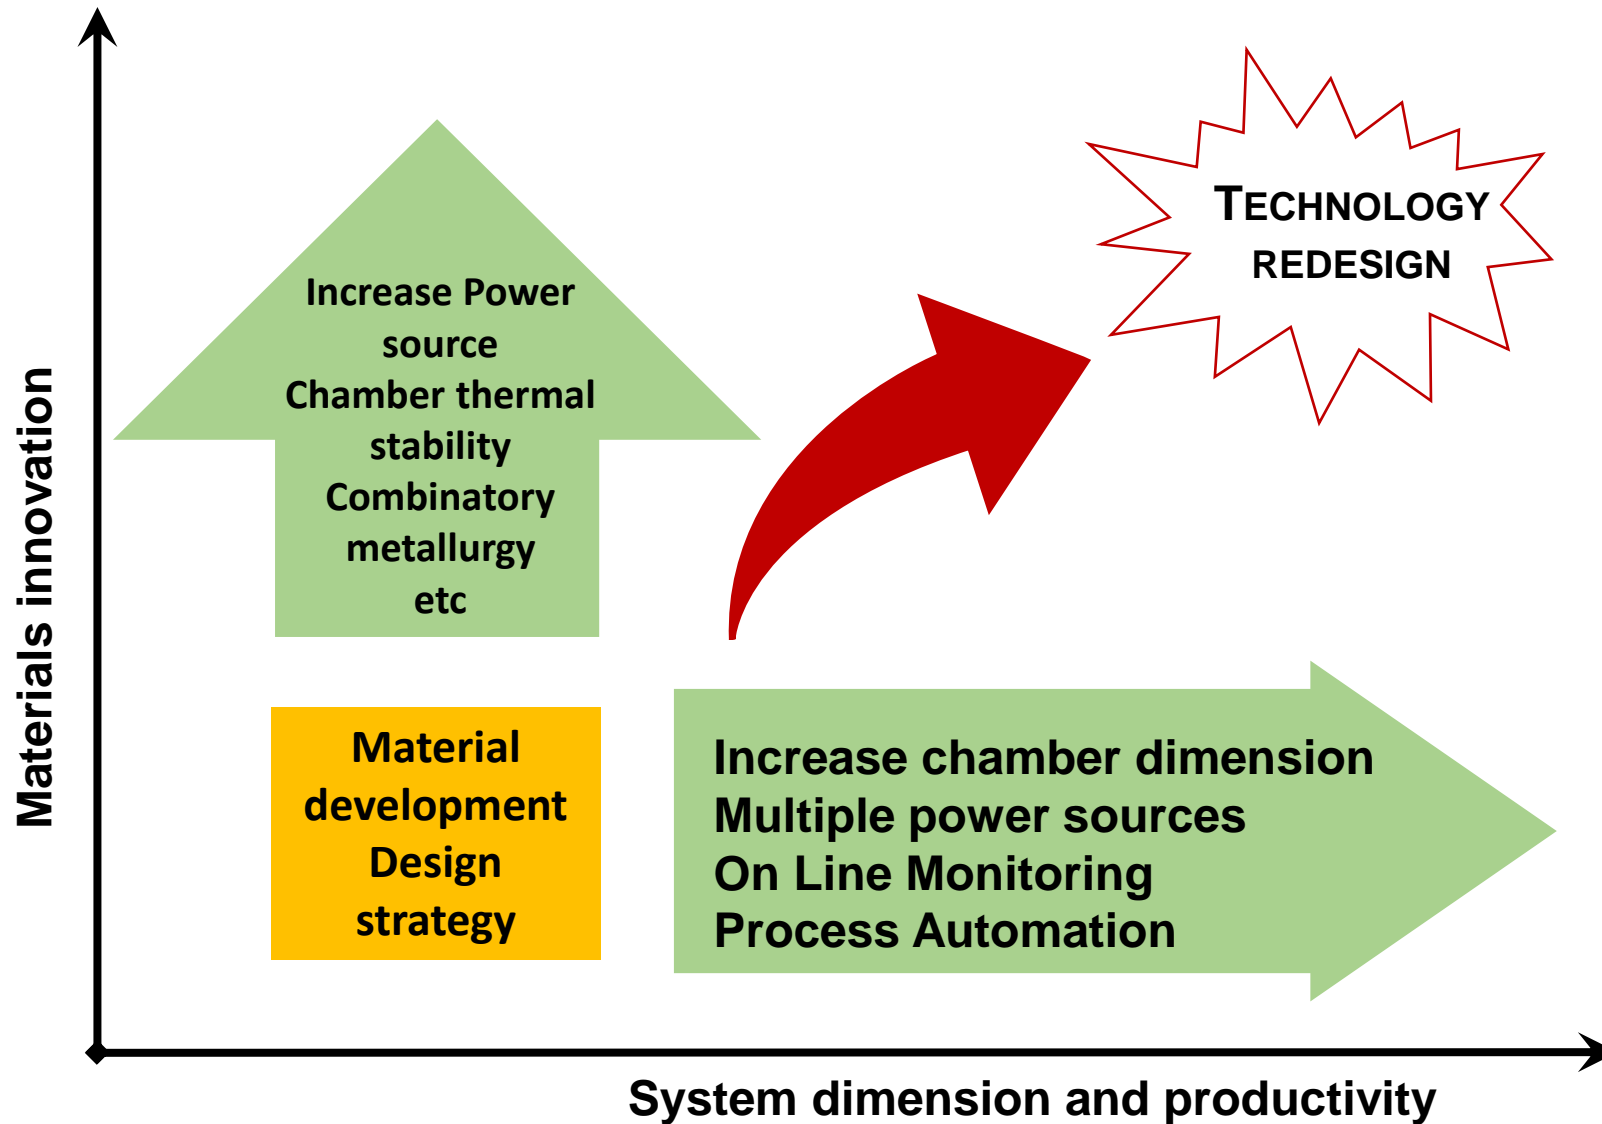 TECHNOLOGY
REDESIGN
Increase Power
source
Chamber thermal
stability
Combinatory
metallurgy
etc
Materials innovation
Material
development
Design
strategy
Increase chamber dimension
Multiple power sources
On Line Monitoring
Process Automation
System dimension and productivity